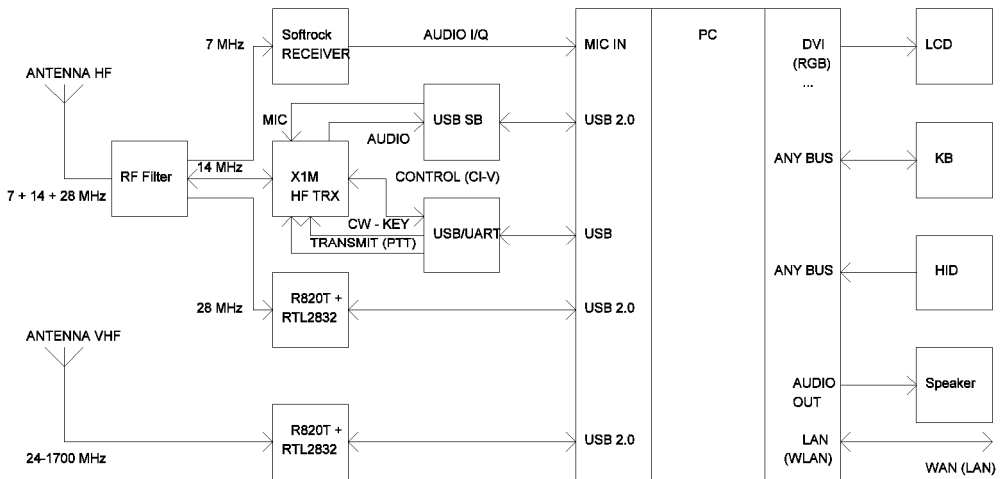 Softrock
RECEIVER
7 MHz
AUDIO I/Q
MIC IN
PC
DVI
(RGB)
...
LCD
ANTENNA HF
MIC
AUDIO
USB SB
USB 2.0
RF Filter
14 MHz
X1M
HF TRX
CONTROL (CI-V)
ANY BUS
KB
7 + 14 + 28 MHz
CW - KEY
TRANSMIT (PTT)
USB/UART
USB
ANY BUS
HID
28 MHz
R820T +
RTL2832
USB 2.0
ANTENNA VHF
AUDIO
OUT
Speaker
24-1700 MHz
R820T +
RTL2832
USB 2.0
LAN
(WLAN)
WAN (LAN)